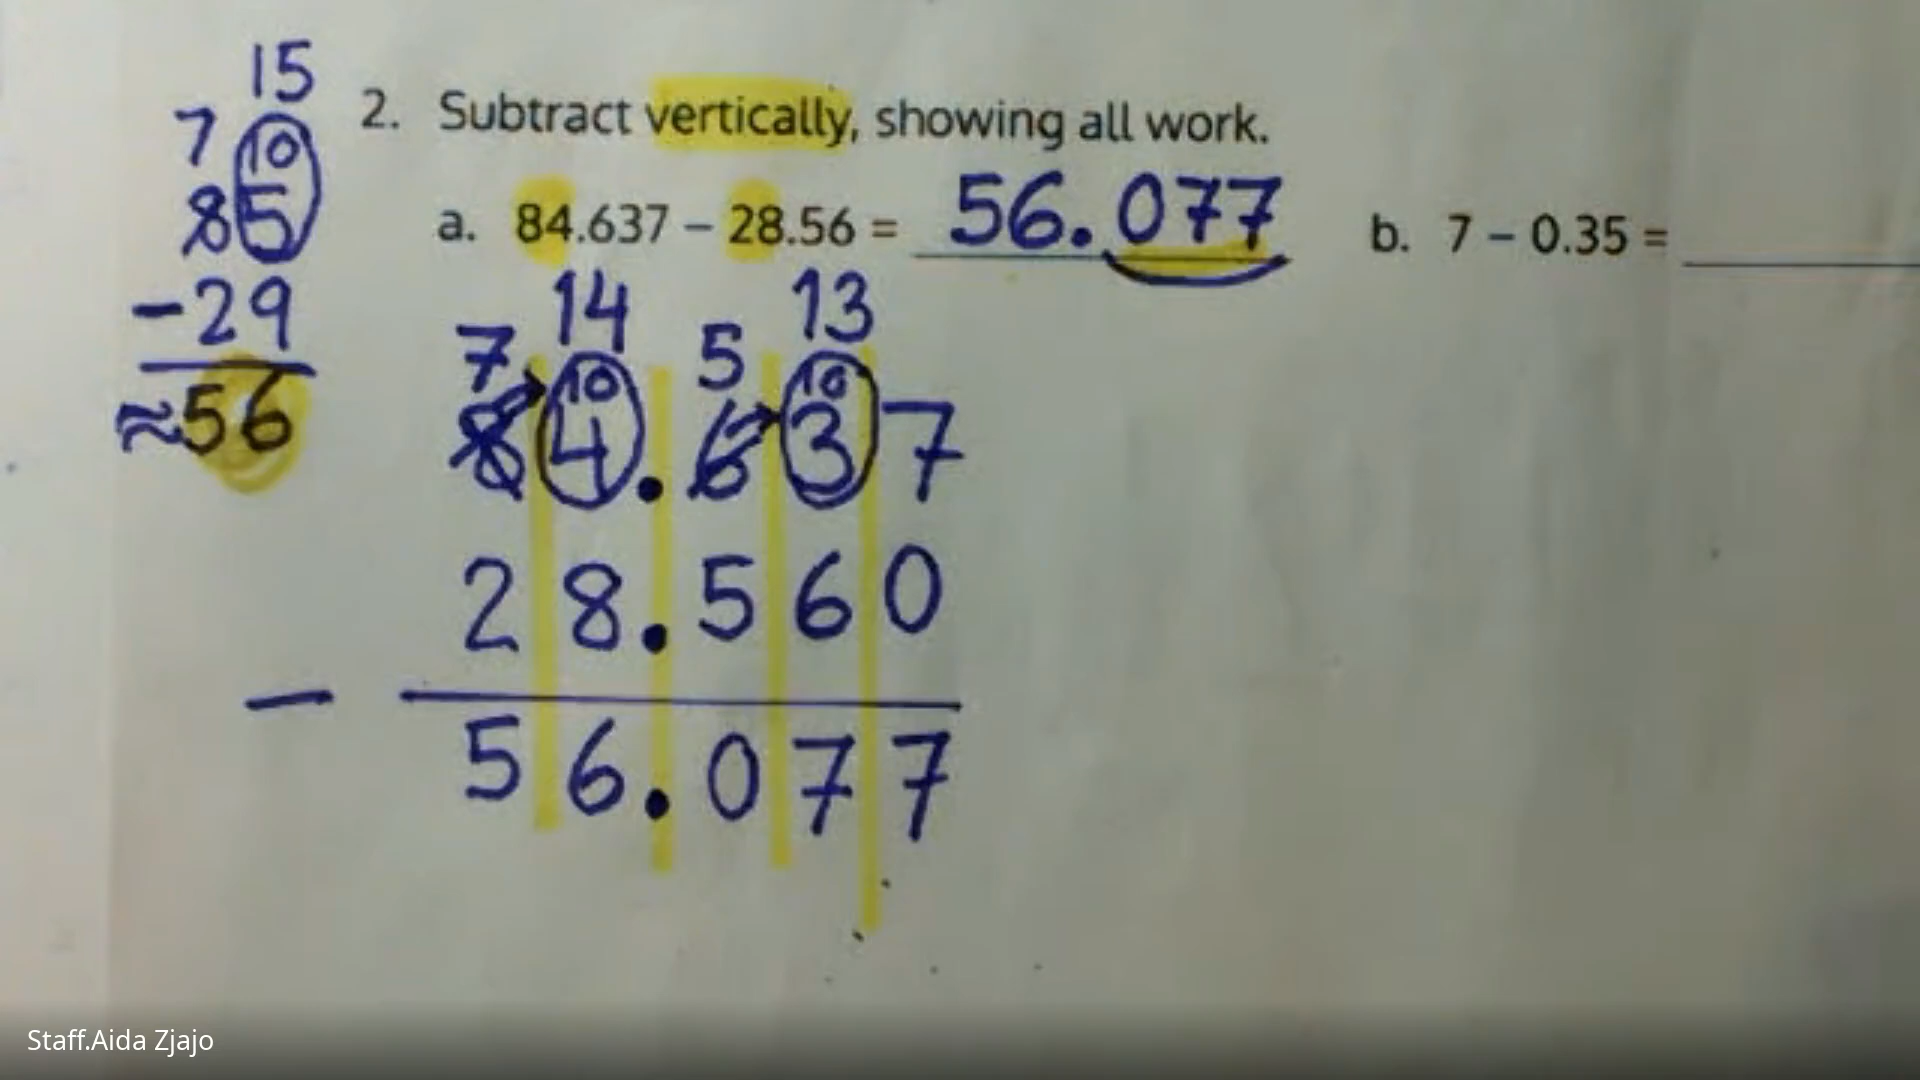 15
7 10
85
-29
≈56
2. Subtract vertically, showing all work.
a. 84.637 – 28.56 = 56.077
b. 7 – 0.35 =
14 13
7 10 5 10
84.637
28.560
–
56.077
Staff.Aida Zjajo